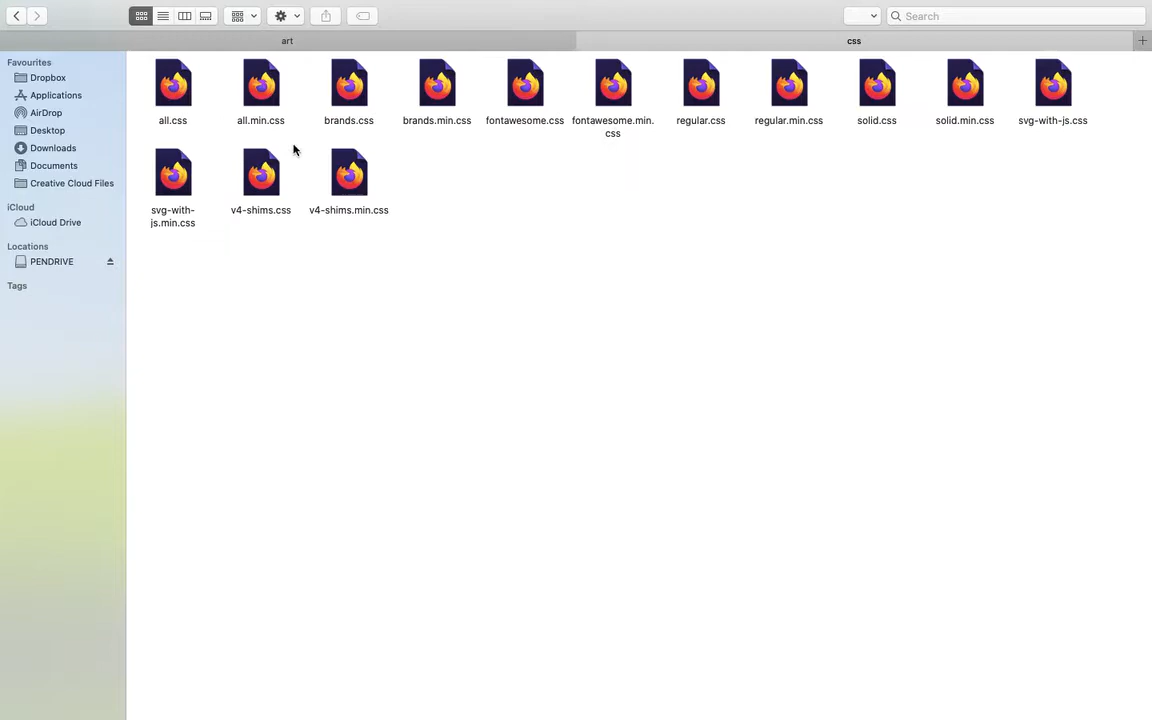 Search
art
css
Favourites
Dropbox
Applications
AirDrop
Desktop
Downloads
Documents
Creative Cloud Files
iCloud
iCloud Drive
Locations
PENDRIVE
Tags
all.css
all.min.css
brands.css
brands.min.css
fontawesome.css
fontawesome.min.
css
regular.css
regular.min.css
solid.css
solid.min.css
svg-with-js.css
svg-with-
js.min.css
v4-shims.css
v4-shims.min.css